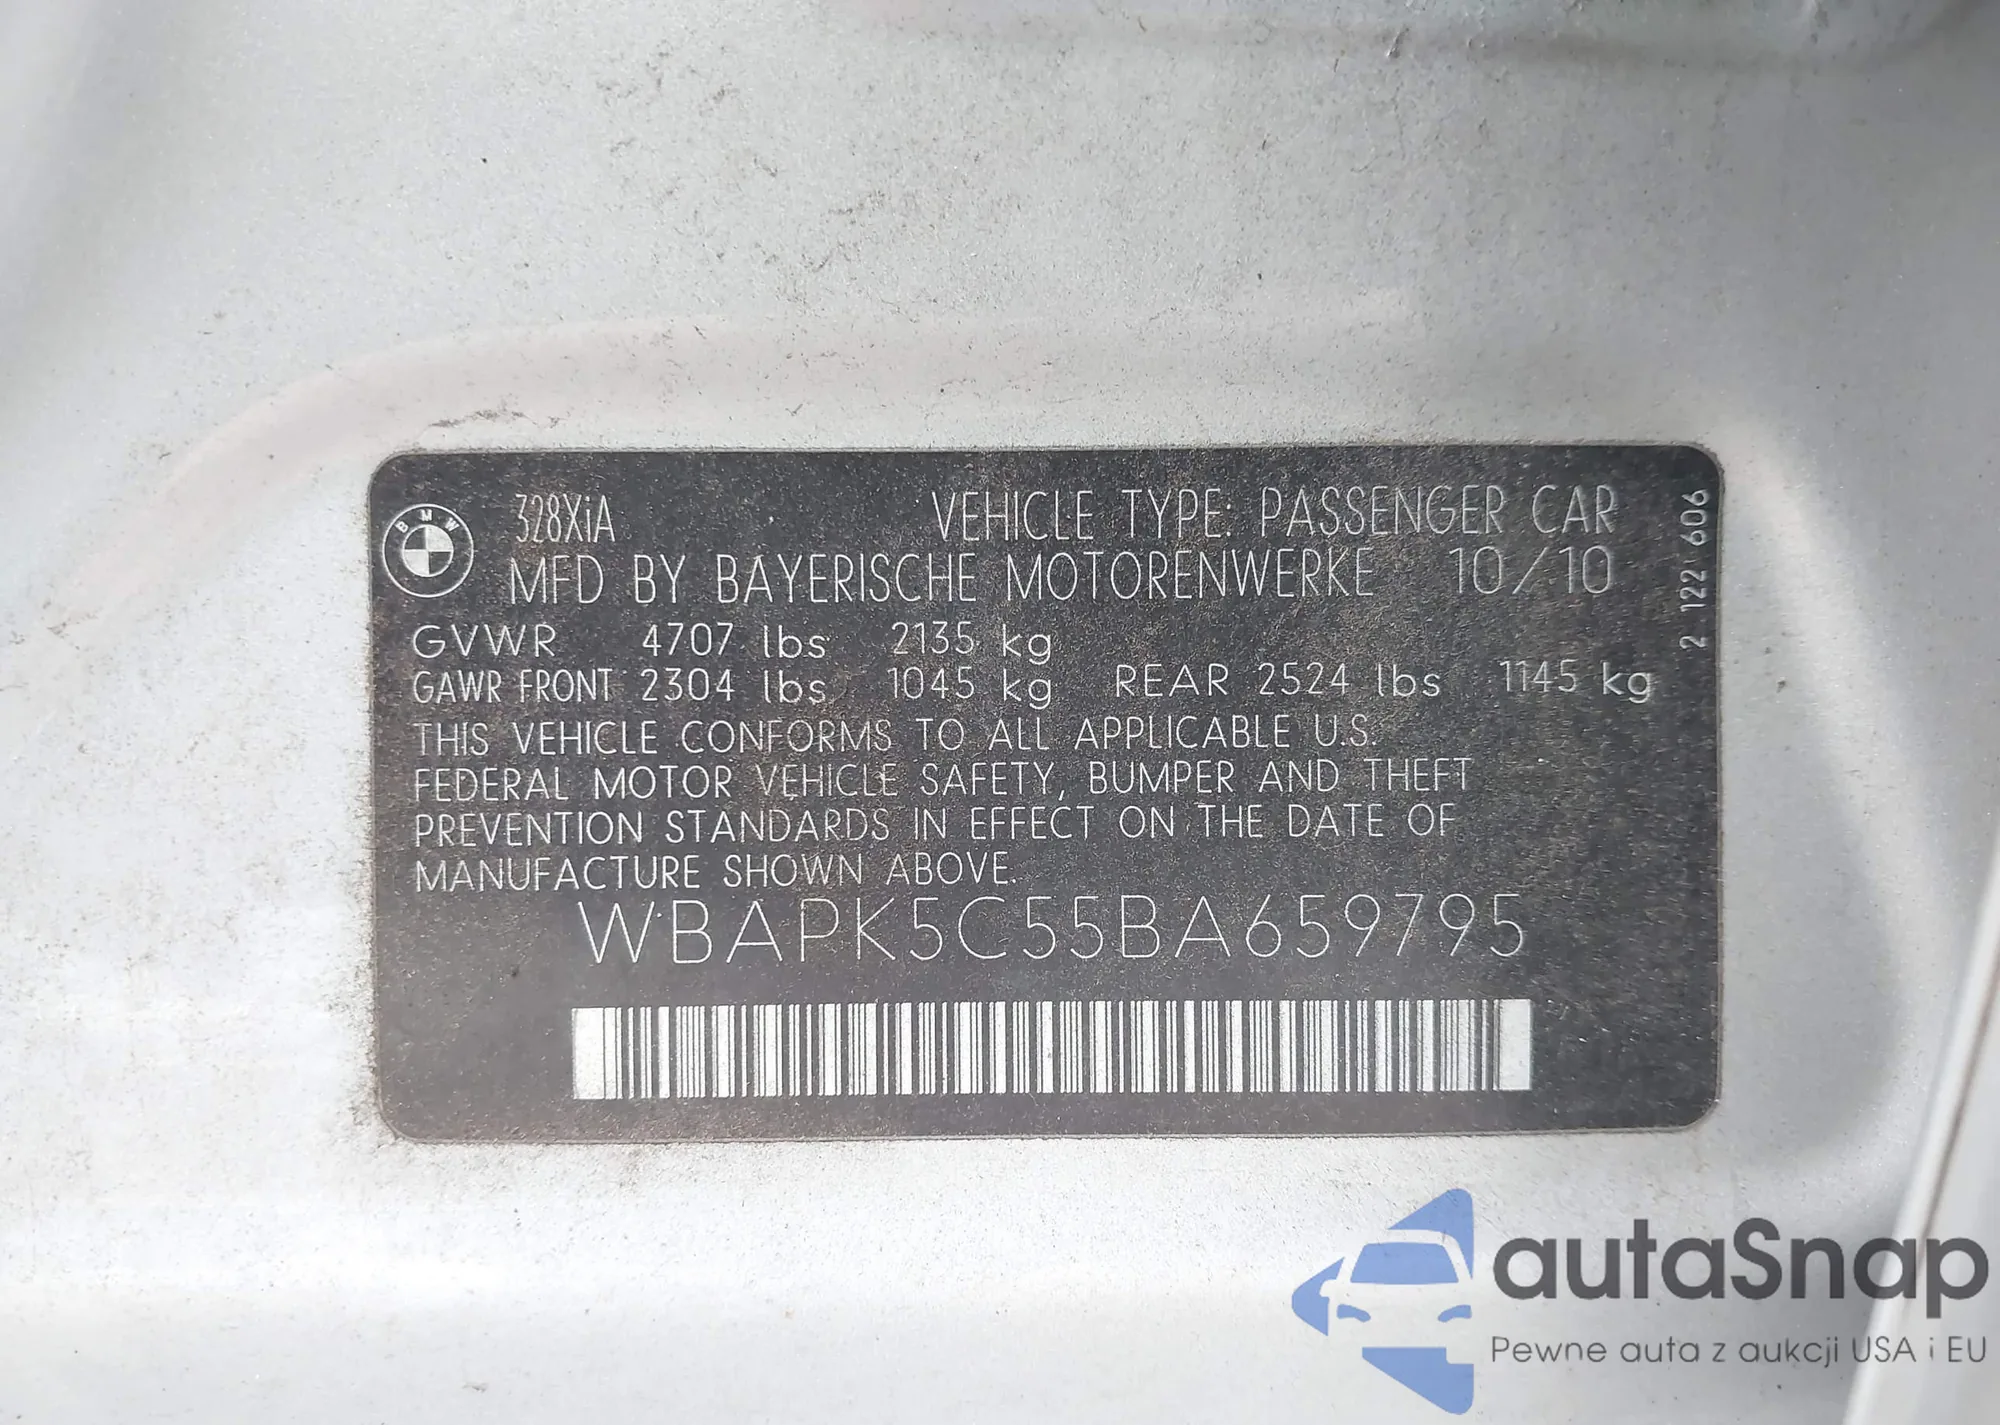 BMW
328XiA VEHICLE TYPE: PASSENGER CAR
MFD BY BAYERISCHE MOTORENWERKE 10/10
GVWR 4707 lbs 2135 kg
GAWR FRONT 2304 lbs 1045 kg REAR 2524 lbs 1145 kg
THIS VEHICLE CONFORMS TO ALL APPLICABLE U.S.
FEDERAL MOTOR VEHICLE SAFETY, BUMPER AND THEFT
PREVENTION STANDARDS IN EFFECT ON THE DATE OF
MANUFACTURE SHOWN ABOVE.
WBAPK5C55BA659795
2 122 606
autaSnap
Pewne auta z aukcji USA i EU